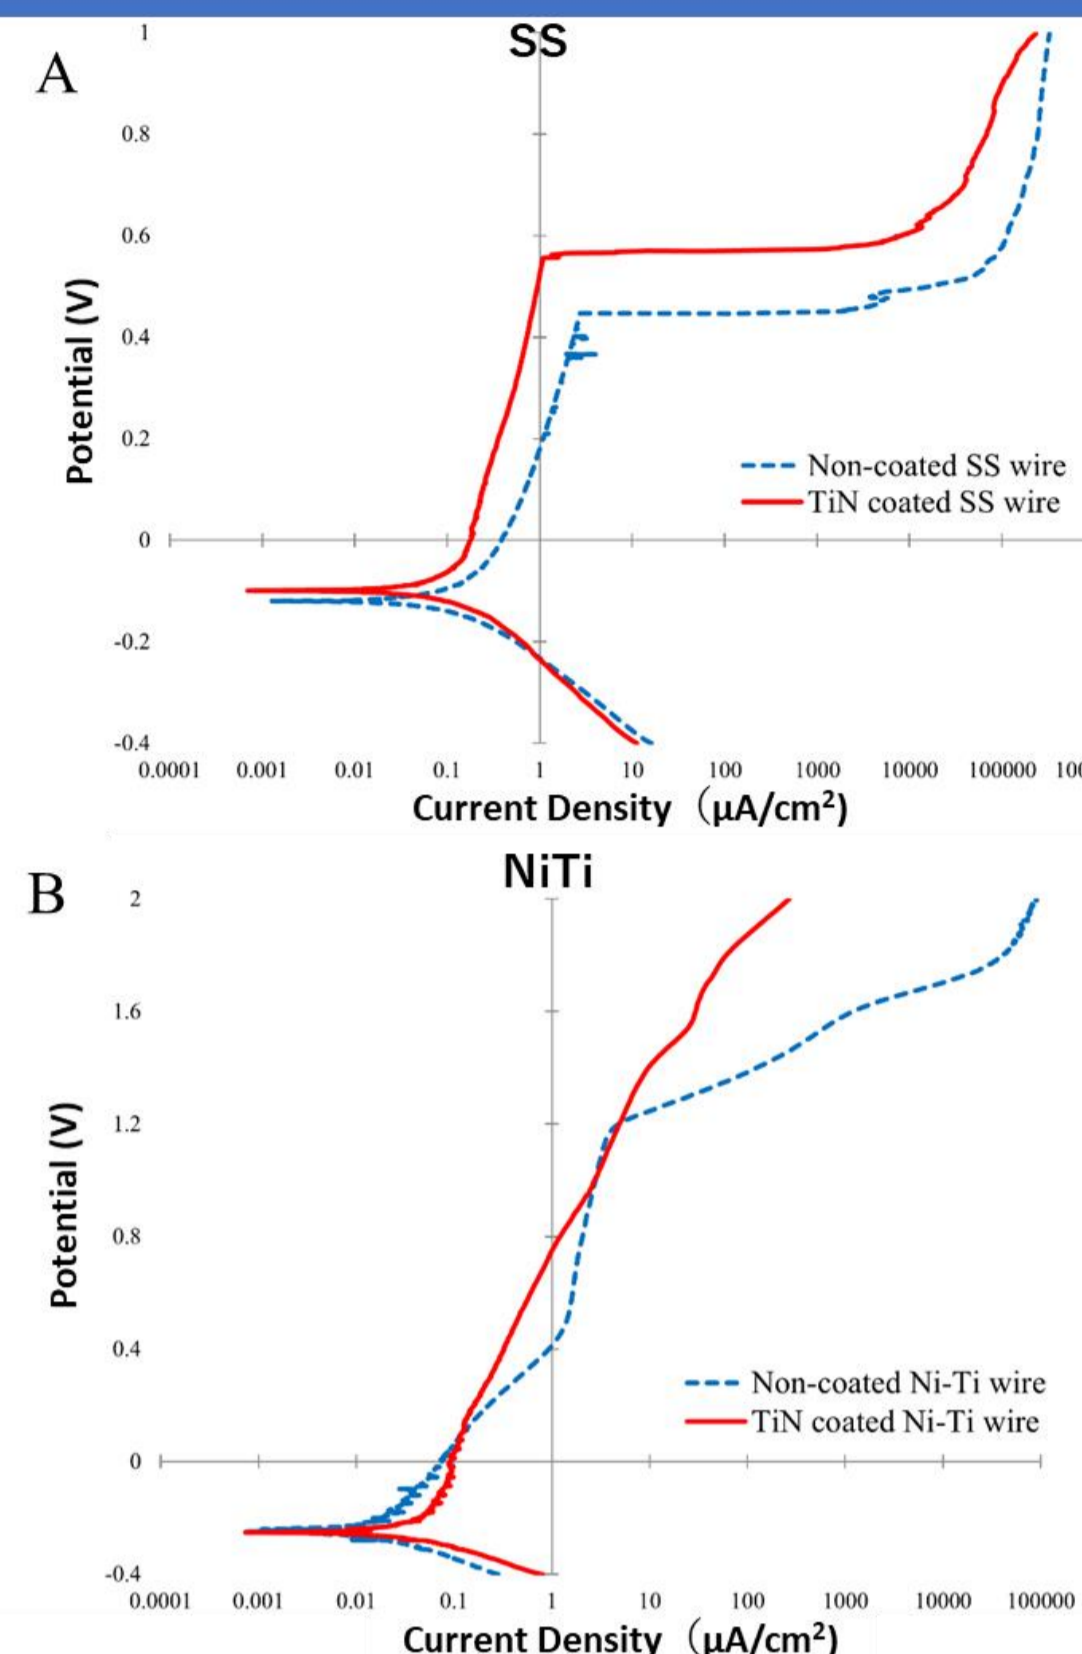 A
SS
1
0.8
0.6
0.4
0.2
0
-0.2
-0.4
Potential (V)
Non-coated SS wire
TiN coated SS wire
0.0001 0.001 0.01 0.1 1 10 100 1000 10000 100000
Current Density（μA/cm²)
B
NiTi
2
1.6
1.2
0.8
0.4
0
-0.4
Potential (V)
Non-coated Ni-Ti wire
TiN coated Ni-Ti wire
0.0001 0.001 0.01 0.1 1 10 100 1000 10000 100000
Current Density（μA/cm²)